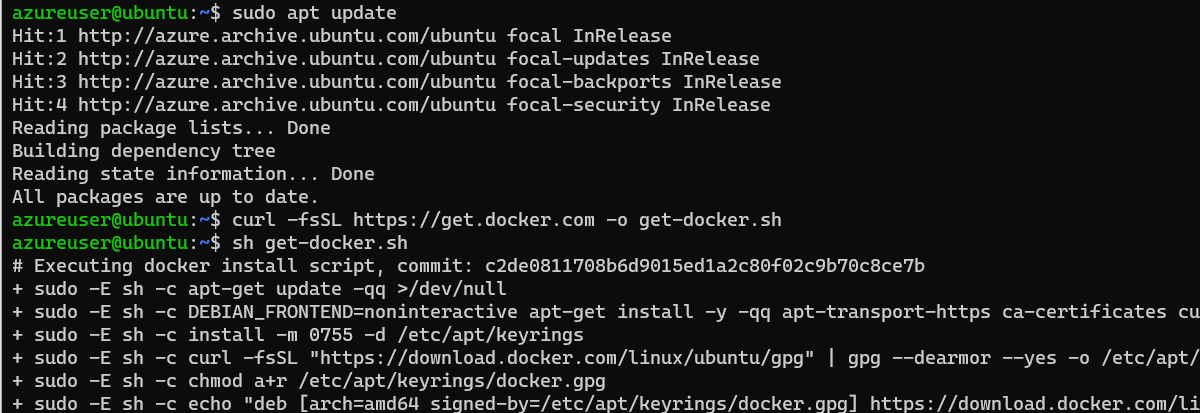 azureuser@ubuntu:~$ sudo apt update
Hit:1 http://azure.archive.ubuntu.com/ubuntu focal InRelease
Hit:2 http://azure.archive.ubuntu.com/ubuntu focal-updates InRelease
Hit:3 http://azure.archive.ubuntu.com/ubuntu focal-backports InRelease
Hit:4 http://azure.archive.ubuntu.com/ubuntu focal-security InRelease
Reading package lists... Done
Building dependency tree
Reading state information... Done
All packages are up to date.
azureuser@ubuntu:~$ curl -fsSL https://get.docker.com -o get-docker.sh
azureuser@ubuntu:~$ sh get-docker.sh
# Executing docker install script, commit: c2de0811708b6d9015ed1a2c80f02c9b70c8ce7b
+ sudo -E sh -c apt-get update -qq >/dev/null
+ sudo -E sh -c DEBIAN_FRONTEND=noninteractive apt-get install -y -qq apt-transport-https ca-certificates cu
+ sudo -E sh -c install -m 0755 -d /etc/apt/keyrings
+ sudo -E sh -c curl -fsSL "https://download.docker.com/linux/ubuntu/gpg" | gpg --dearmor --yes -o /etc/apt/
+ sudo -E sh -c chmod a+r /etc/apt/keyrings/docker.gpg
+ sudo -E sh -c echo "deb [arch=amd64 signed-by=/etc/apt/keyrings/docker.gpg] https://download.docker.com/li